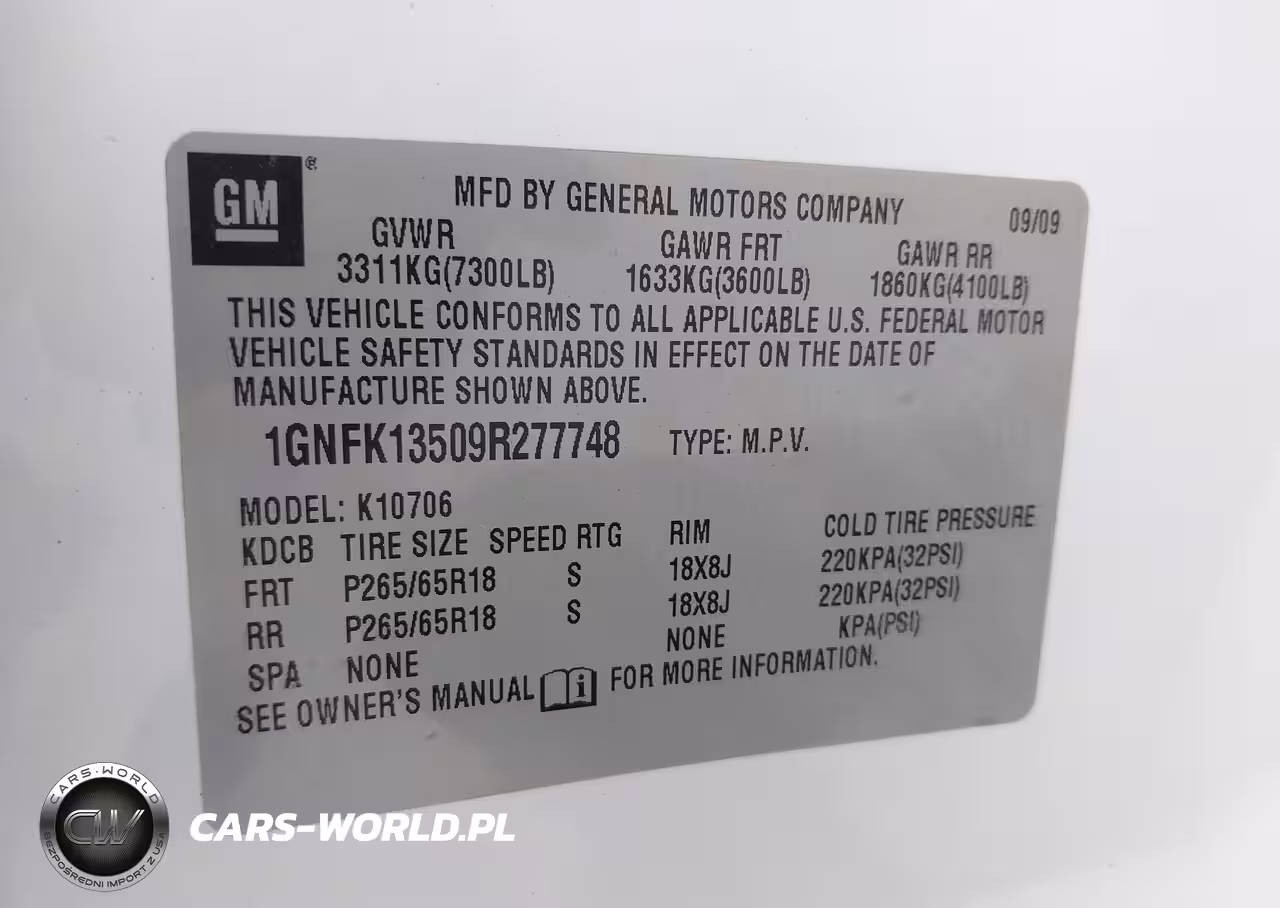 GM ®
MFD BY GENERAL MOTORS COMPANY 09/09
GVWR GAWR FRT GAWR RR
3311KG(7300LB) 1633KG(3600LB) 1860KG(4100LB)
THIS VEHICLE CONFORMS TO ALL APPLICABLE U.S. FEDERAL MOTOR
VEHICLE SAFETY STANDARDS IN EFFECT ON THE DATE OF
MANUFACTURE SHOWN ABOVE.
1GNFK13509R277748 TYPE: M.P.V.
MODEL: K10706
KDCB TIRE SIZE SPEED RTG RIM COLD TIRE PRESSURE
FRT P265/65R18 S 18X8J 220KPA(32PSI)
RR P265/65R18 S 18X8J 220KPA(32PSI)
SPA NONE NONE KPA(PSI)
SEE OWNER'S MANUAL i FOR MORE INFORMATION.
CARS-WORLD
CW
BEZPOŚREDNI IMPORT Z USA
CARS-WORLD.PL